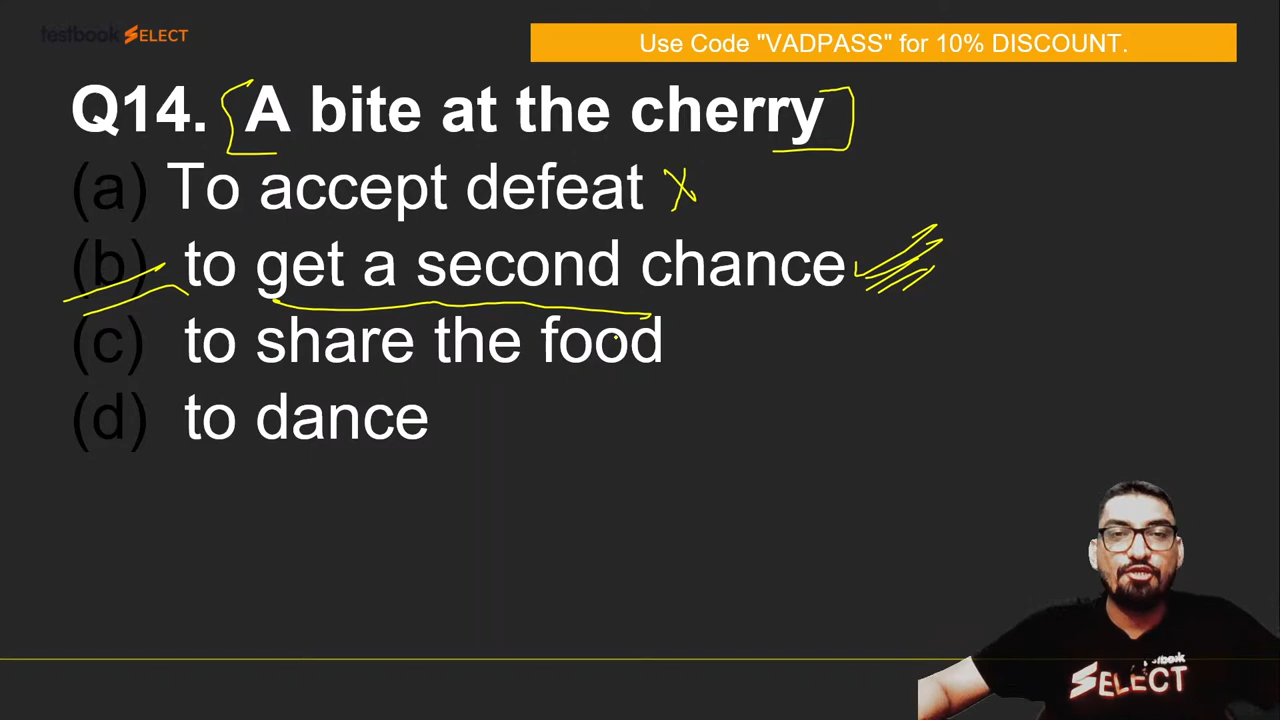 testbook SELECT
Use Code "VADPASS" for 10% DISCOUNT.
Q14. A bite at the cherry
(a) To accept defeat x
(b) to get a second chance
(c) to share the food
(d) to dance
testbook
SELECT